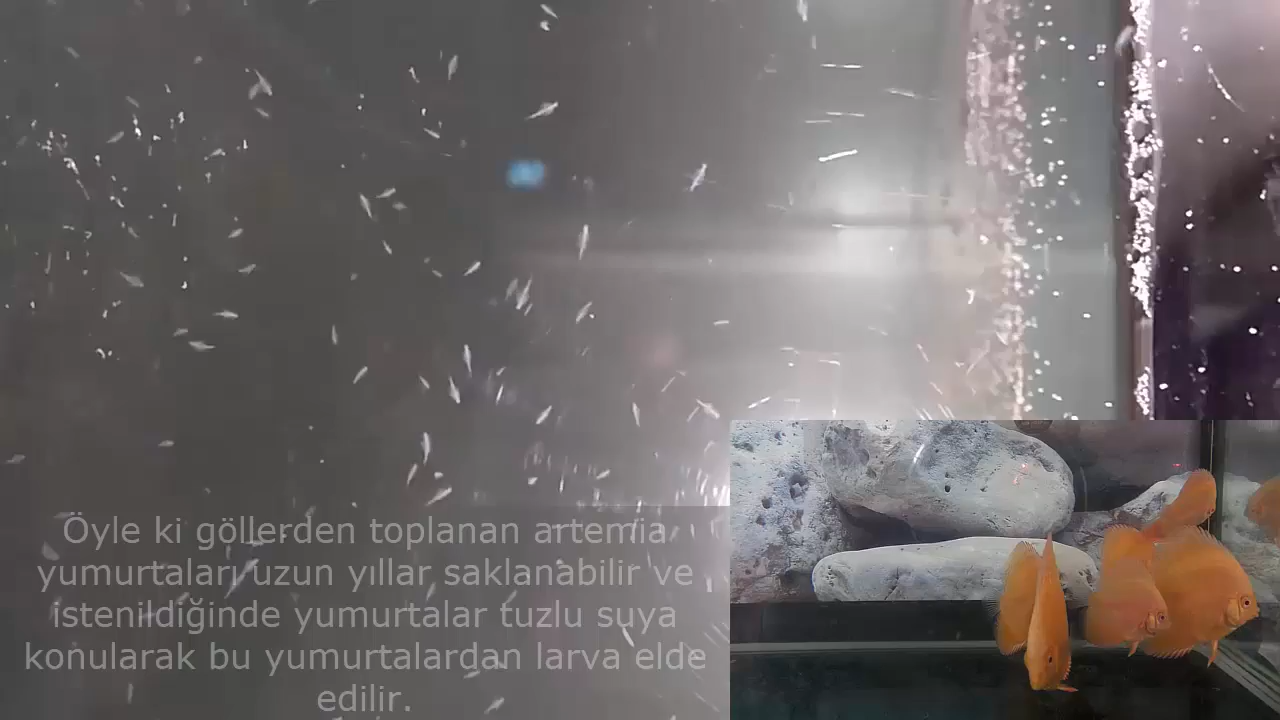 Öyle ki göllerden toplanan artemia
yumurtaları uzun yıllar saklanabilir ve
istenildiğinde yumurtalar tuzlu suya
konularak bu yumurtalardan larva elde
edilir.